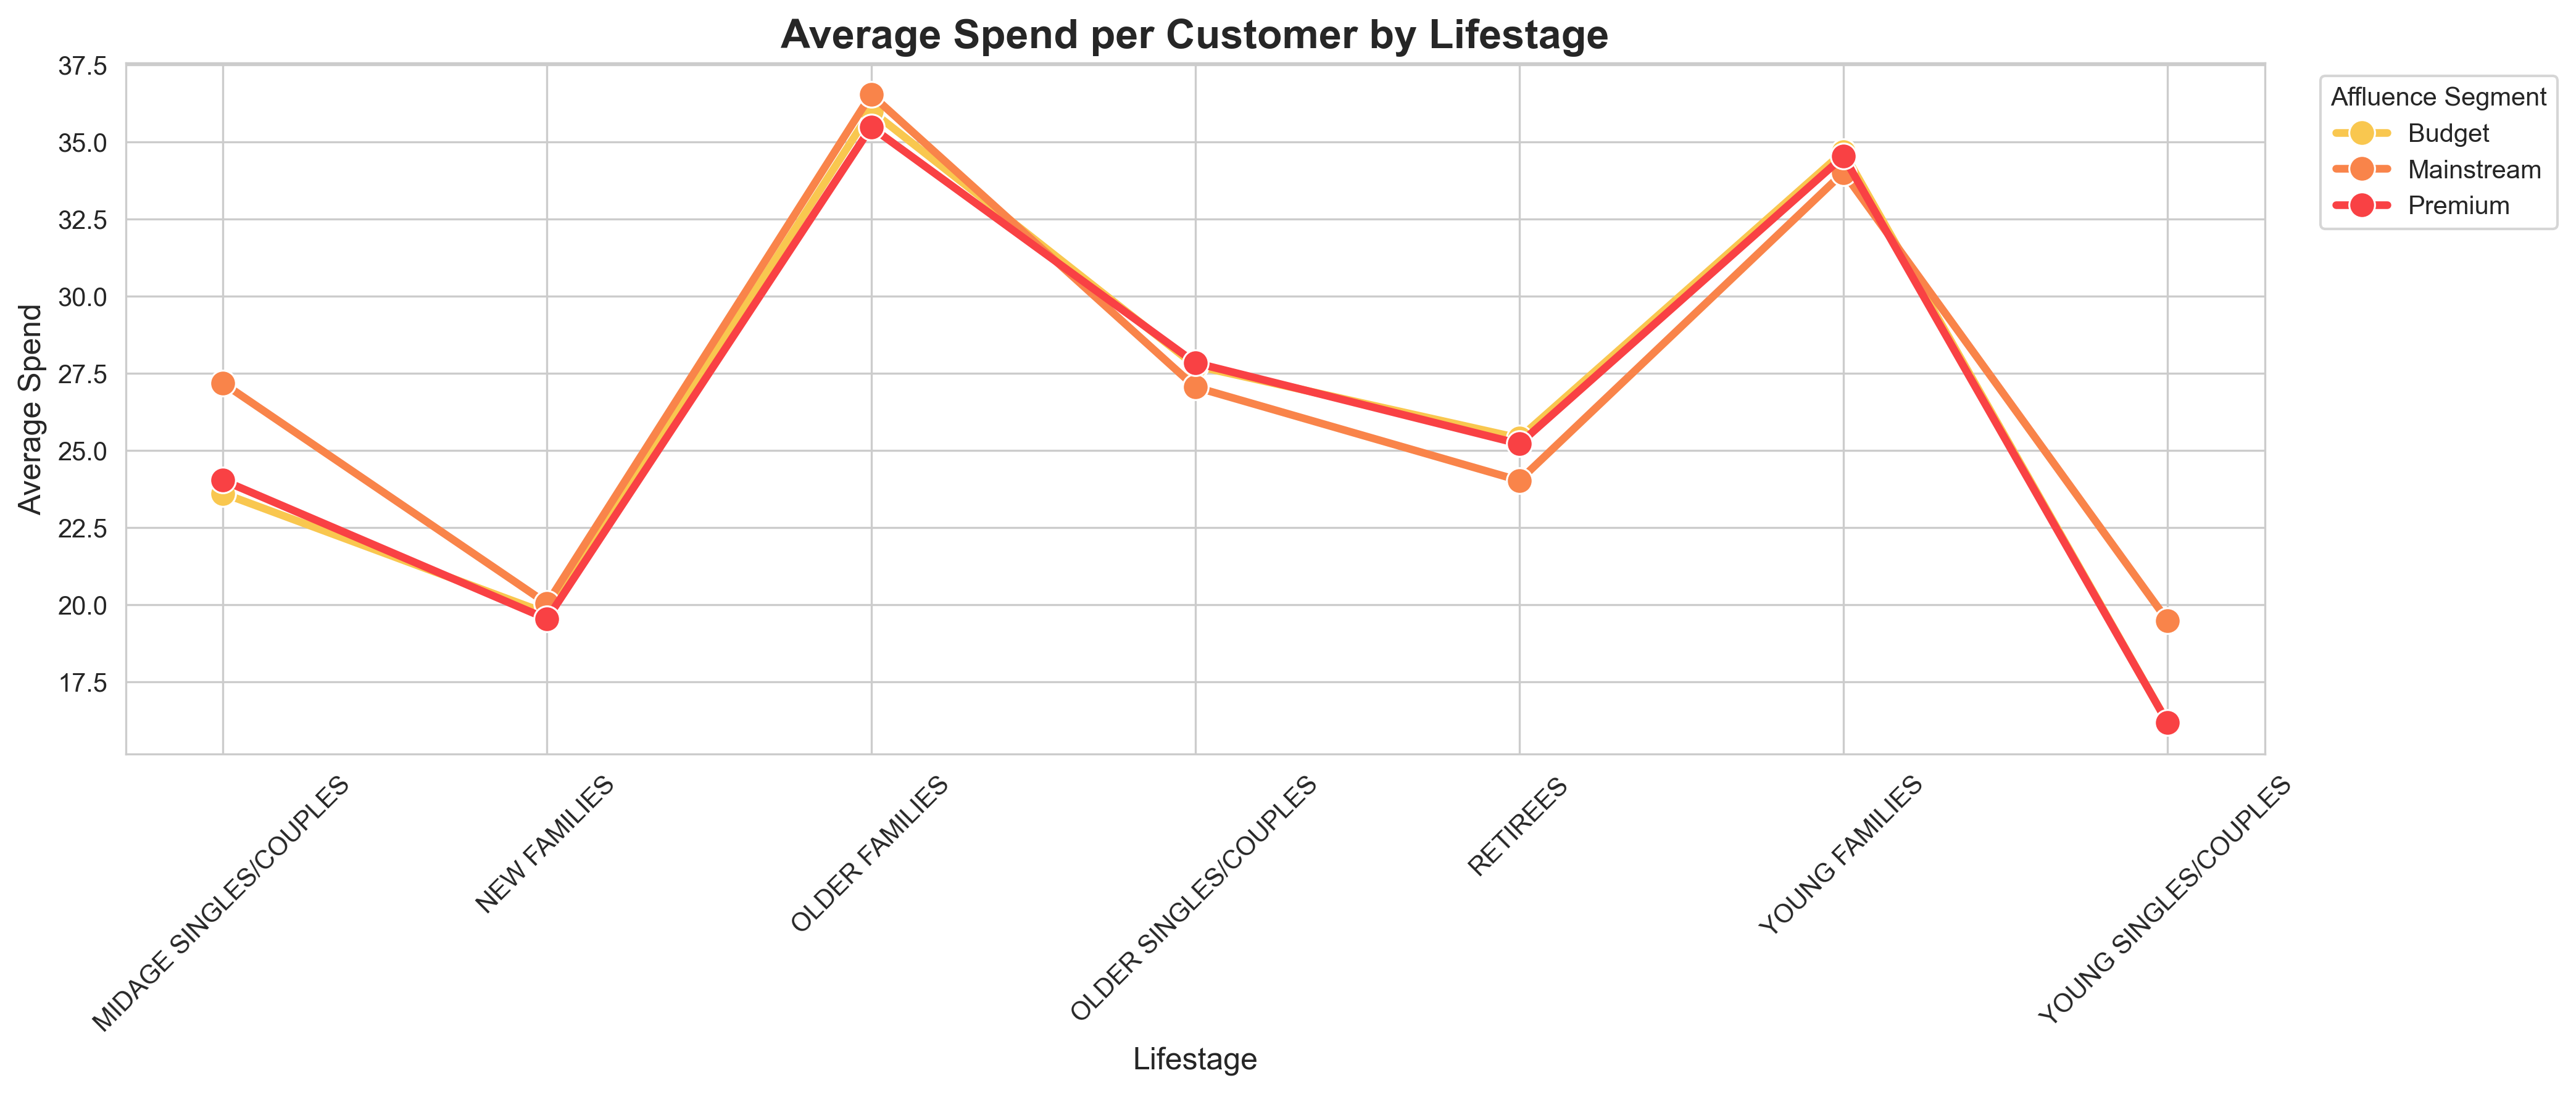 Average Spend per Customer by Lifestage
37.5
35.0
32.5
30.0
27.5
25.0
22.5
20.0
17.5
Average Spend
Affluence Segment
Budget
Mainstream
Premium
MIDAGE SINGLES/COUPLES
NEW FAMILIES
OLDER FAMILIES
OLDER SINGLES/COUPLES
RETIREES
YOUNG FAMILIES
YOUNG SINGLES/COUPLES
Lifestage